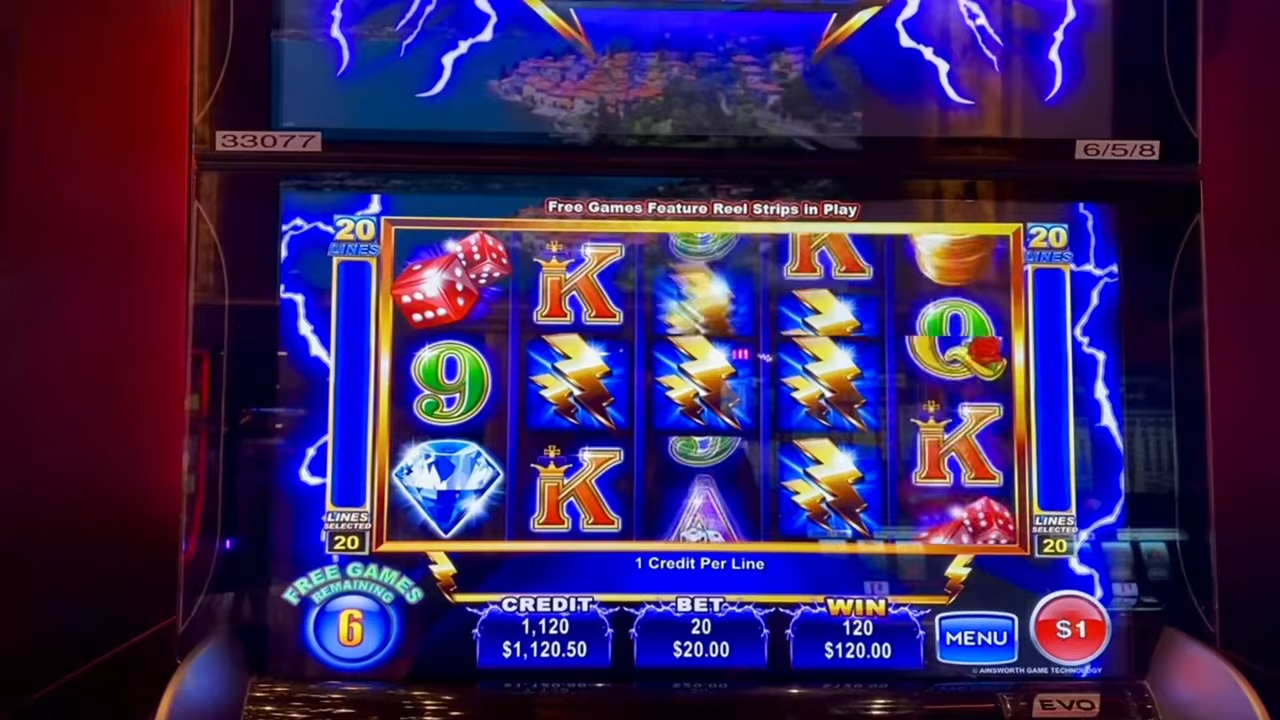 33077
6/5/8
Free Games Feature Reel Strips in Play
20
LINES
20
LINES
K
K
9
Q
K
K
LINES
SELECTED
20
LINES
SELECTED
20
1 Credit Per Line
FREE GAMES
REMAINING
6
CREDIT
1,120
$1,120.50
BET
20
$20.00
WIN
120
$120.00
MENU
$1
© AINSWORTH GAME TECHNOLOGY
EVO